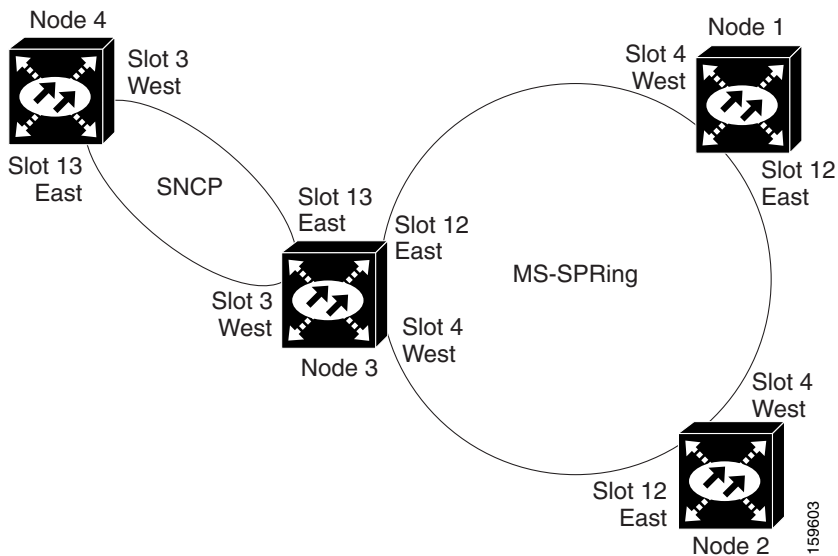 Node 4
Slot 3
West
Slot 13
East
SNCP
Slot 13
East
Slot 12
East
Slot 3
West
Slot 4
West
Node 3
MS-SPRing
Node 1
Slot 4
West
Slot 12
East
Slot 4
West
Slot 12
East
Node 2
159603